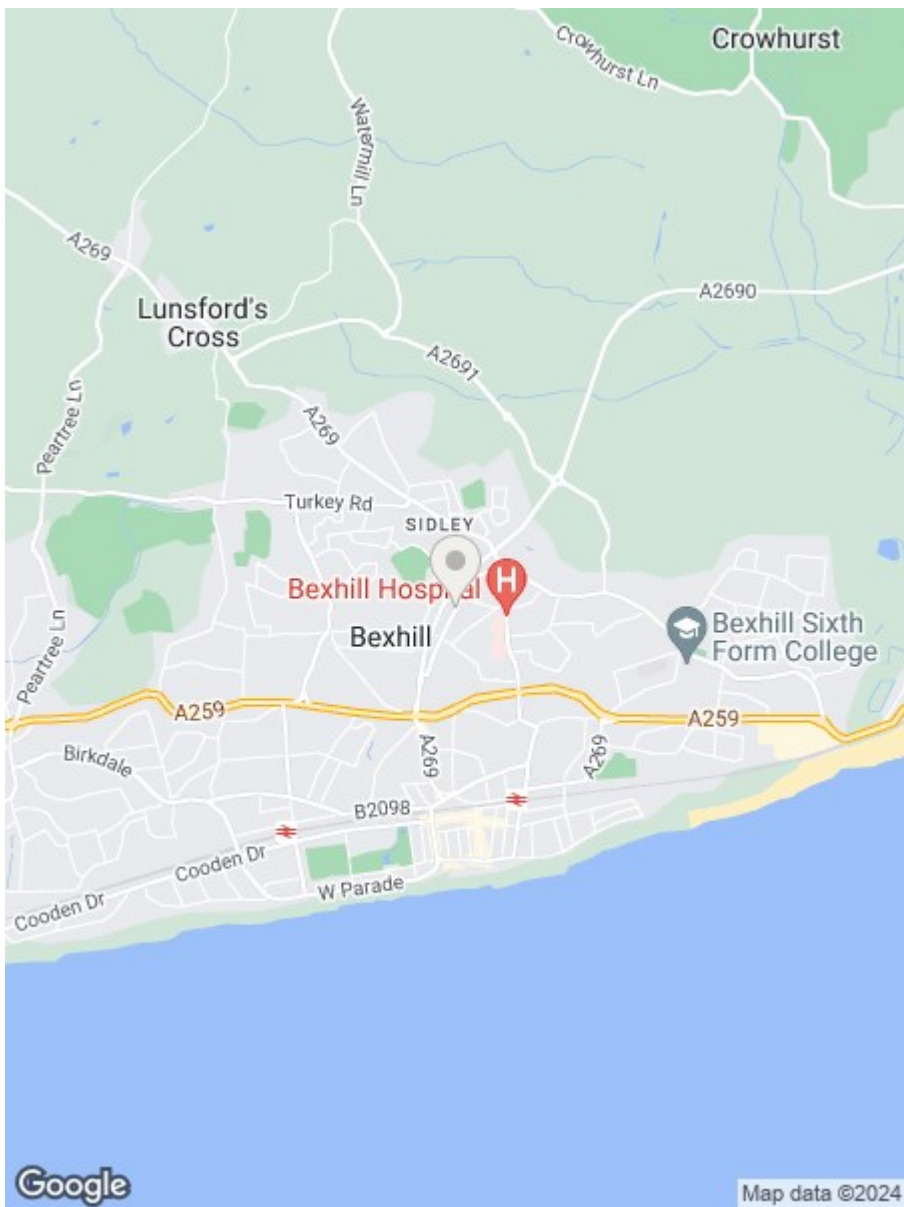 Crowhurst
Crowhurst Ln
Watermill Ln
A269
A2690
Lunsford's
Cross
A2691
Peartree Ln
A269
Turkey Rd
SIDLEY
Bexhill Hospital
H
Bexhill
Bexhill Sixth
Form College
Peartree Ln
A259
A259
Birkdale
A269
A269
B2098
Cooden Dr
W Parade
Cooden Dr
Google
Map data ©2024